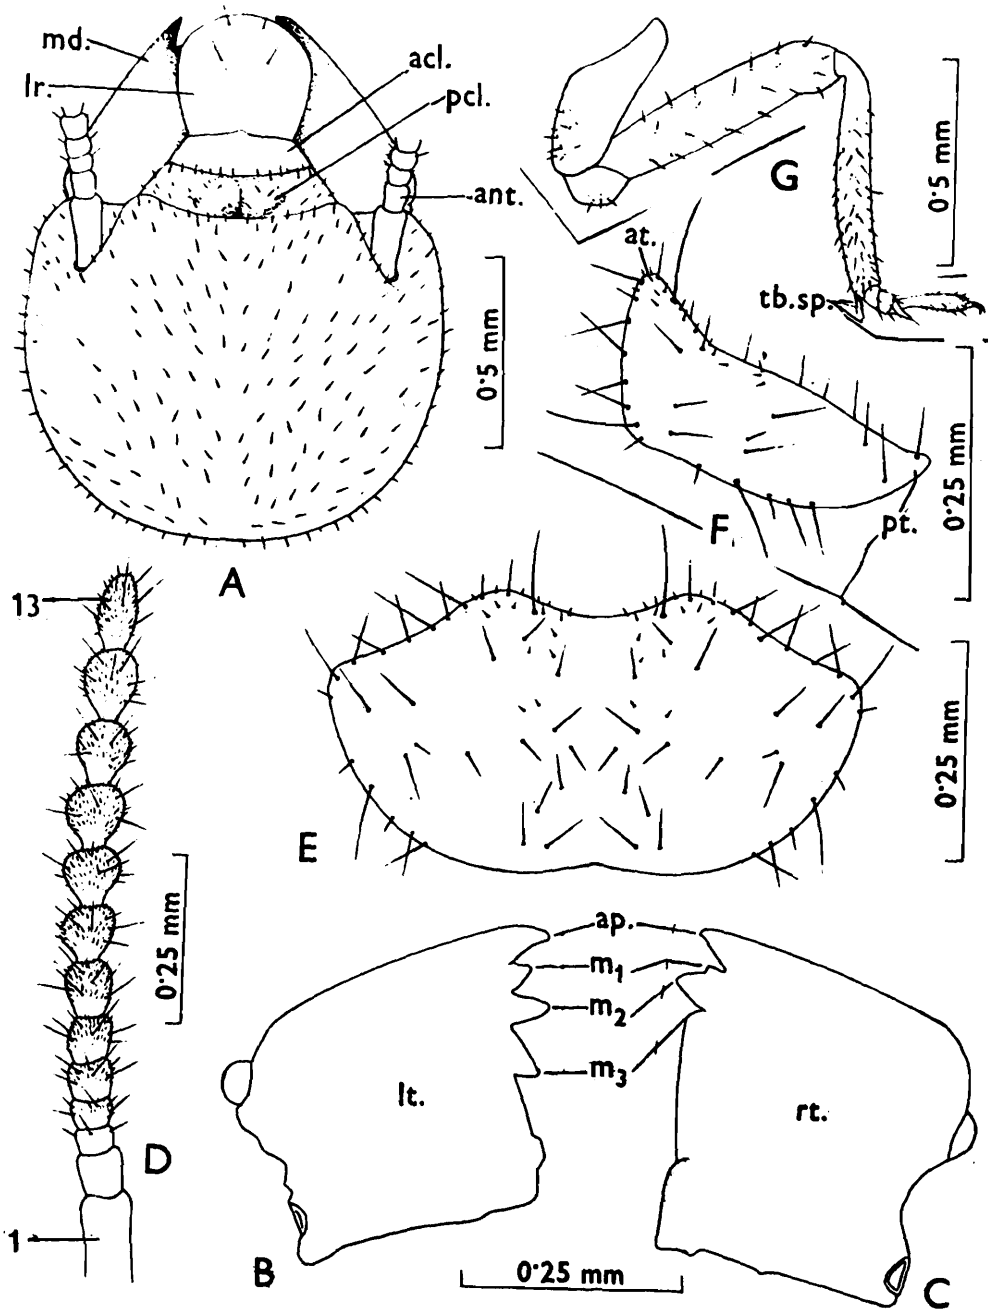 md.
lr.
acl.
pcl.
ant.
0·5 mm
A
G
0·5 mm
tb.sp.
at.
F
pt.
0·25 mm
13
1
D
0·25 mm
E
0·25 mm
ap.
m1
m2
m3
lt.
rt.
B
0·25 mm
C